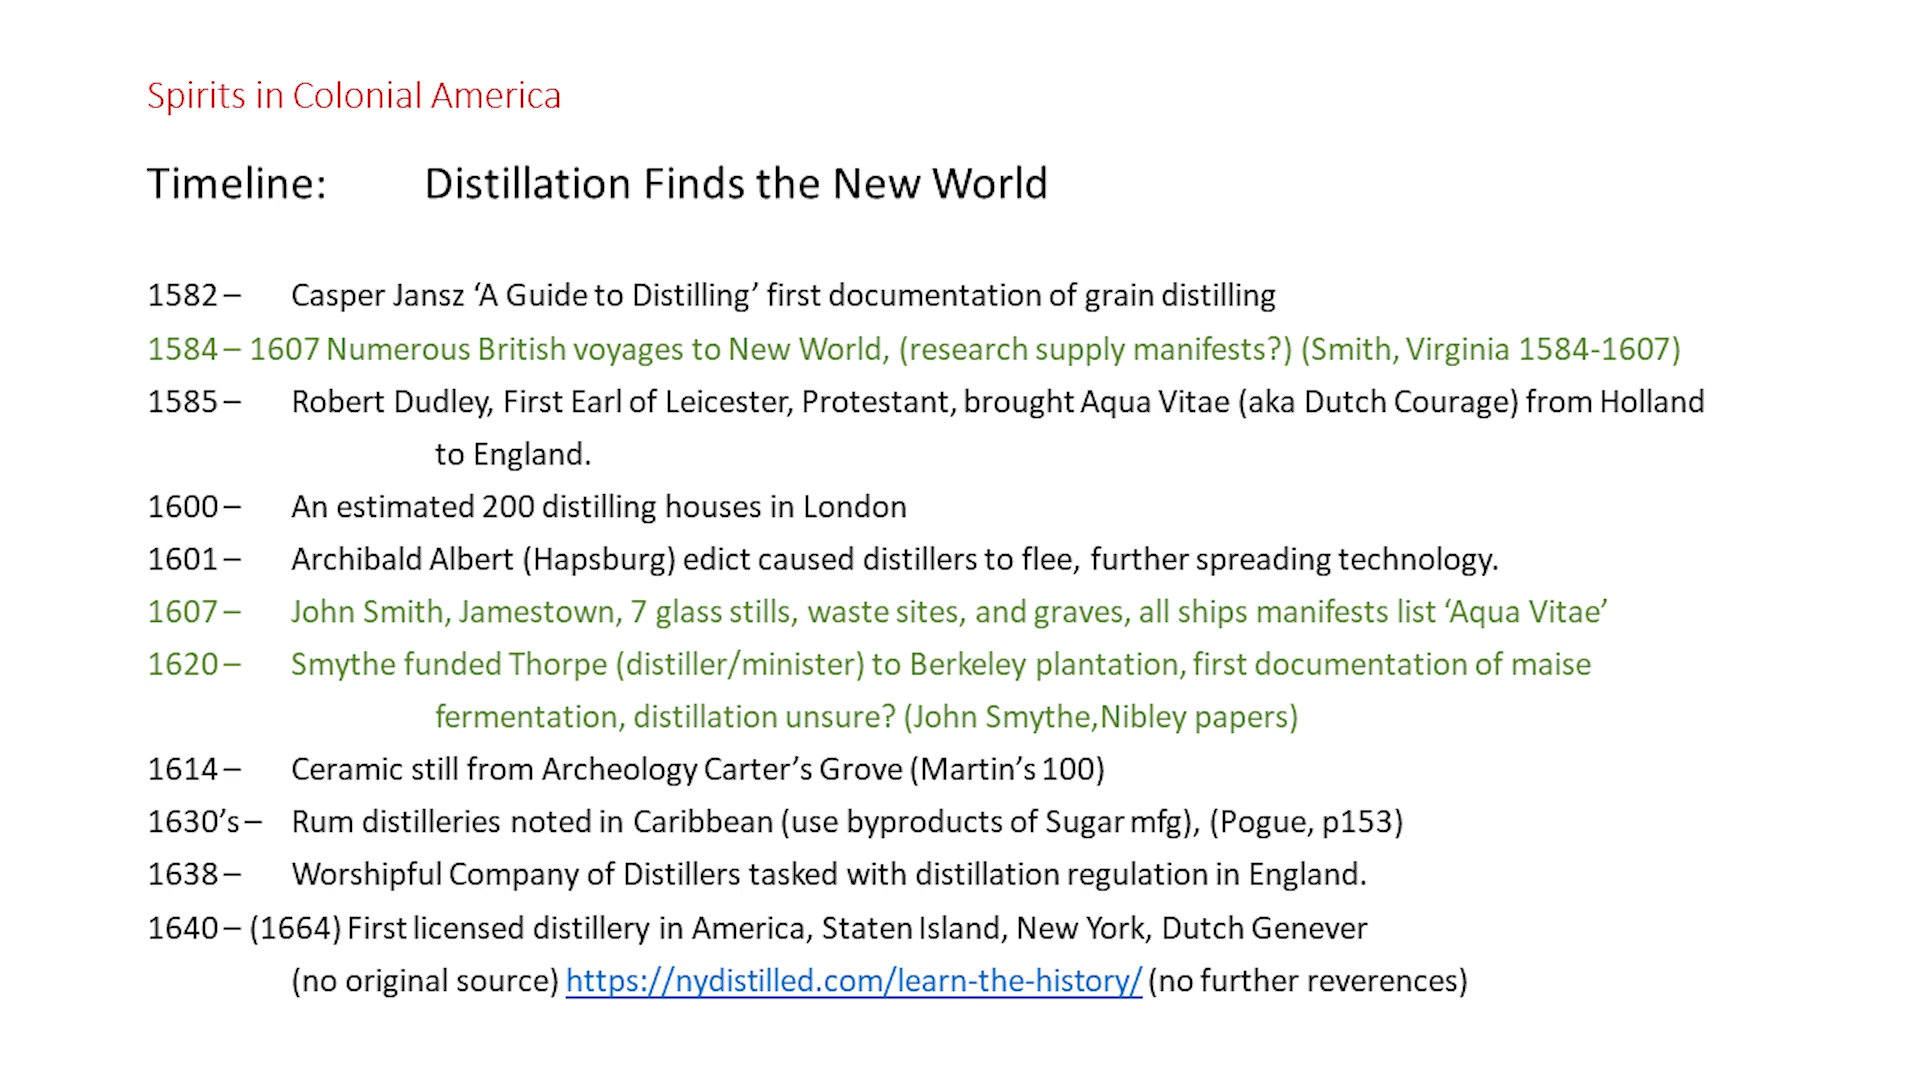 Spirits in Colonial America
Timeline: Distillation Finds the New World
1582 – Casper Jansz ‘A Guide to Distilling’ first documentation of grain distilling
1584 – 1607 Numerous British voyages to New World, (research supply manifests?) (Smith, Virginia 1584-1607)
1585 – Robert Dudley, First Earl of Leicester, Protestant, brought Aqua Vitae (aka Dutch Courage) from Holland
to England.
1600 – An estimated 200 distilling houses in London
1601 – Archibald Albert (Hapsburg) edict caused distillers to flee, further spreading technology.
1607 – John Smith, Jamestown, 7 glass stills, waste sites, and graves, all ships manifests list ‘Aqua Vitae’
1620 – Smythe funded Thorpe (distiller/minister) to Berkeley plantation, first documentation of maise
fermentation, distillation unsure? (John Smythe,Nibley papers)
1614 – Ceramic still from Archeology Carter’s Grove (Martin’s 100)
1630’s – Rum distilleries noted in Caribbean (use byproducts of Sugar mfg), (Pogue, p153)
1638 – Worshipful Company of Distillers tasked with distillation regulation in England.
1640 – (1664) First licensed distillery in America, Staten Island, New York, Dutch Genever
(no original source) https://nydistilled.com/learn-the-history/ (no further reverences)